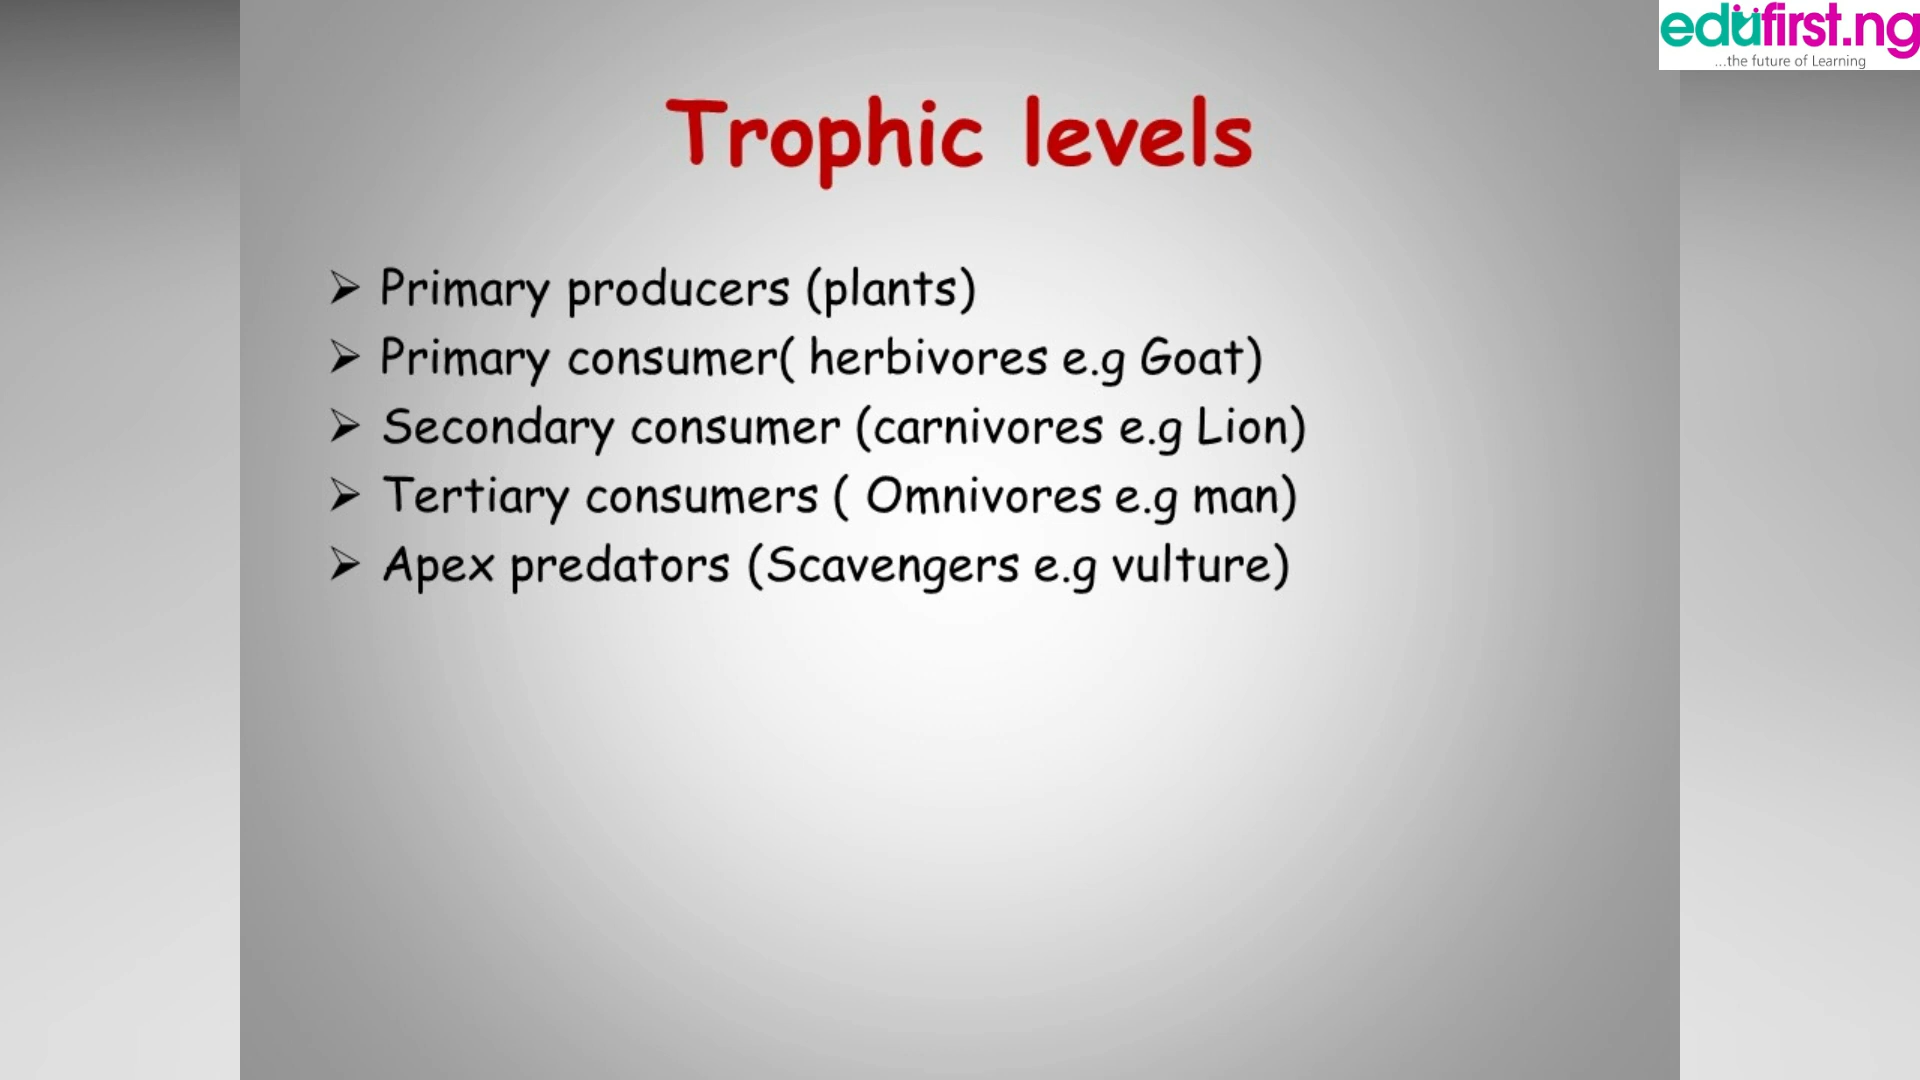 edufirst.ng
...the future of Learning
Trophic levels
➢ Primary producers (plants)
➢ Primary consumer( herbivores e.g Goat)
➢ Secondary consumer (carnivores e.g Lion)
➢ Tertiary consumers ( Omnivores e.g man)
➢ Apex predators (Scavengers e.g vulture)